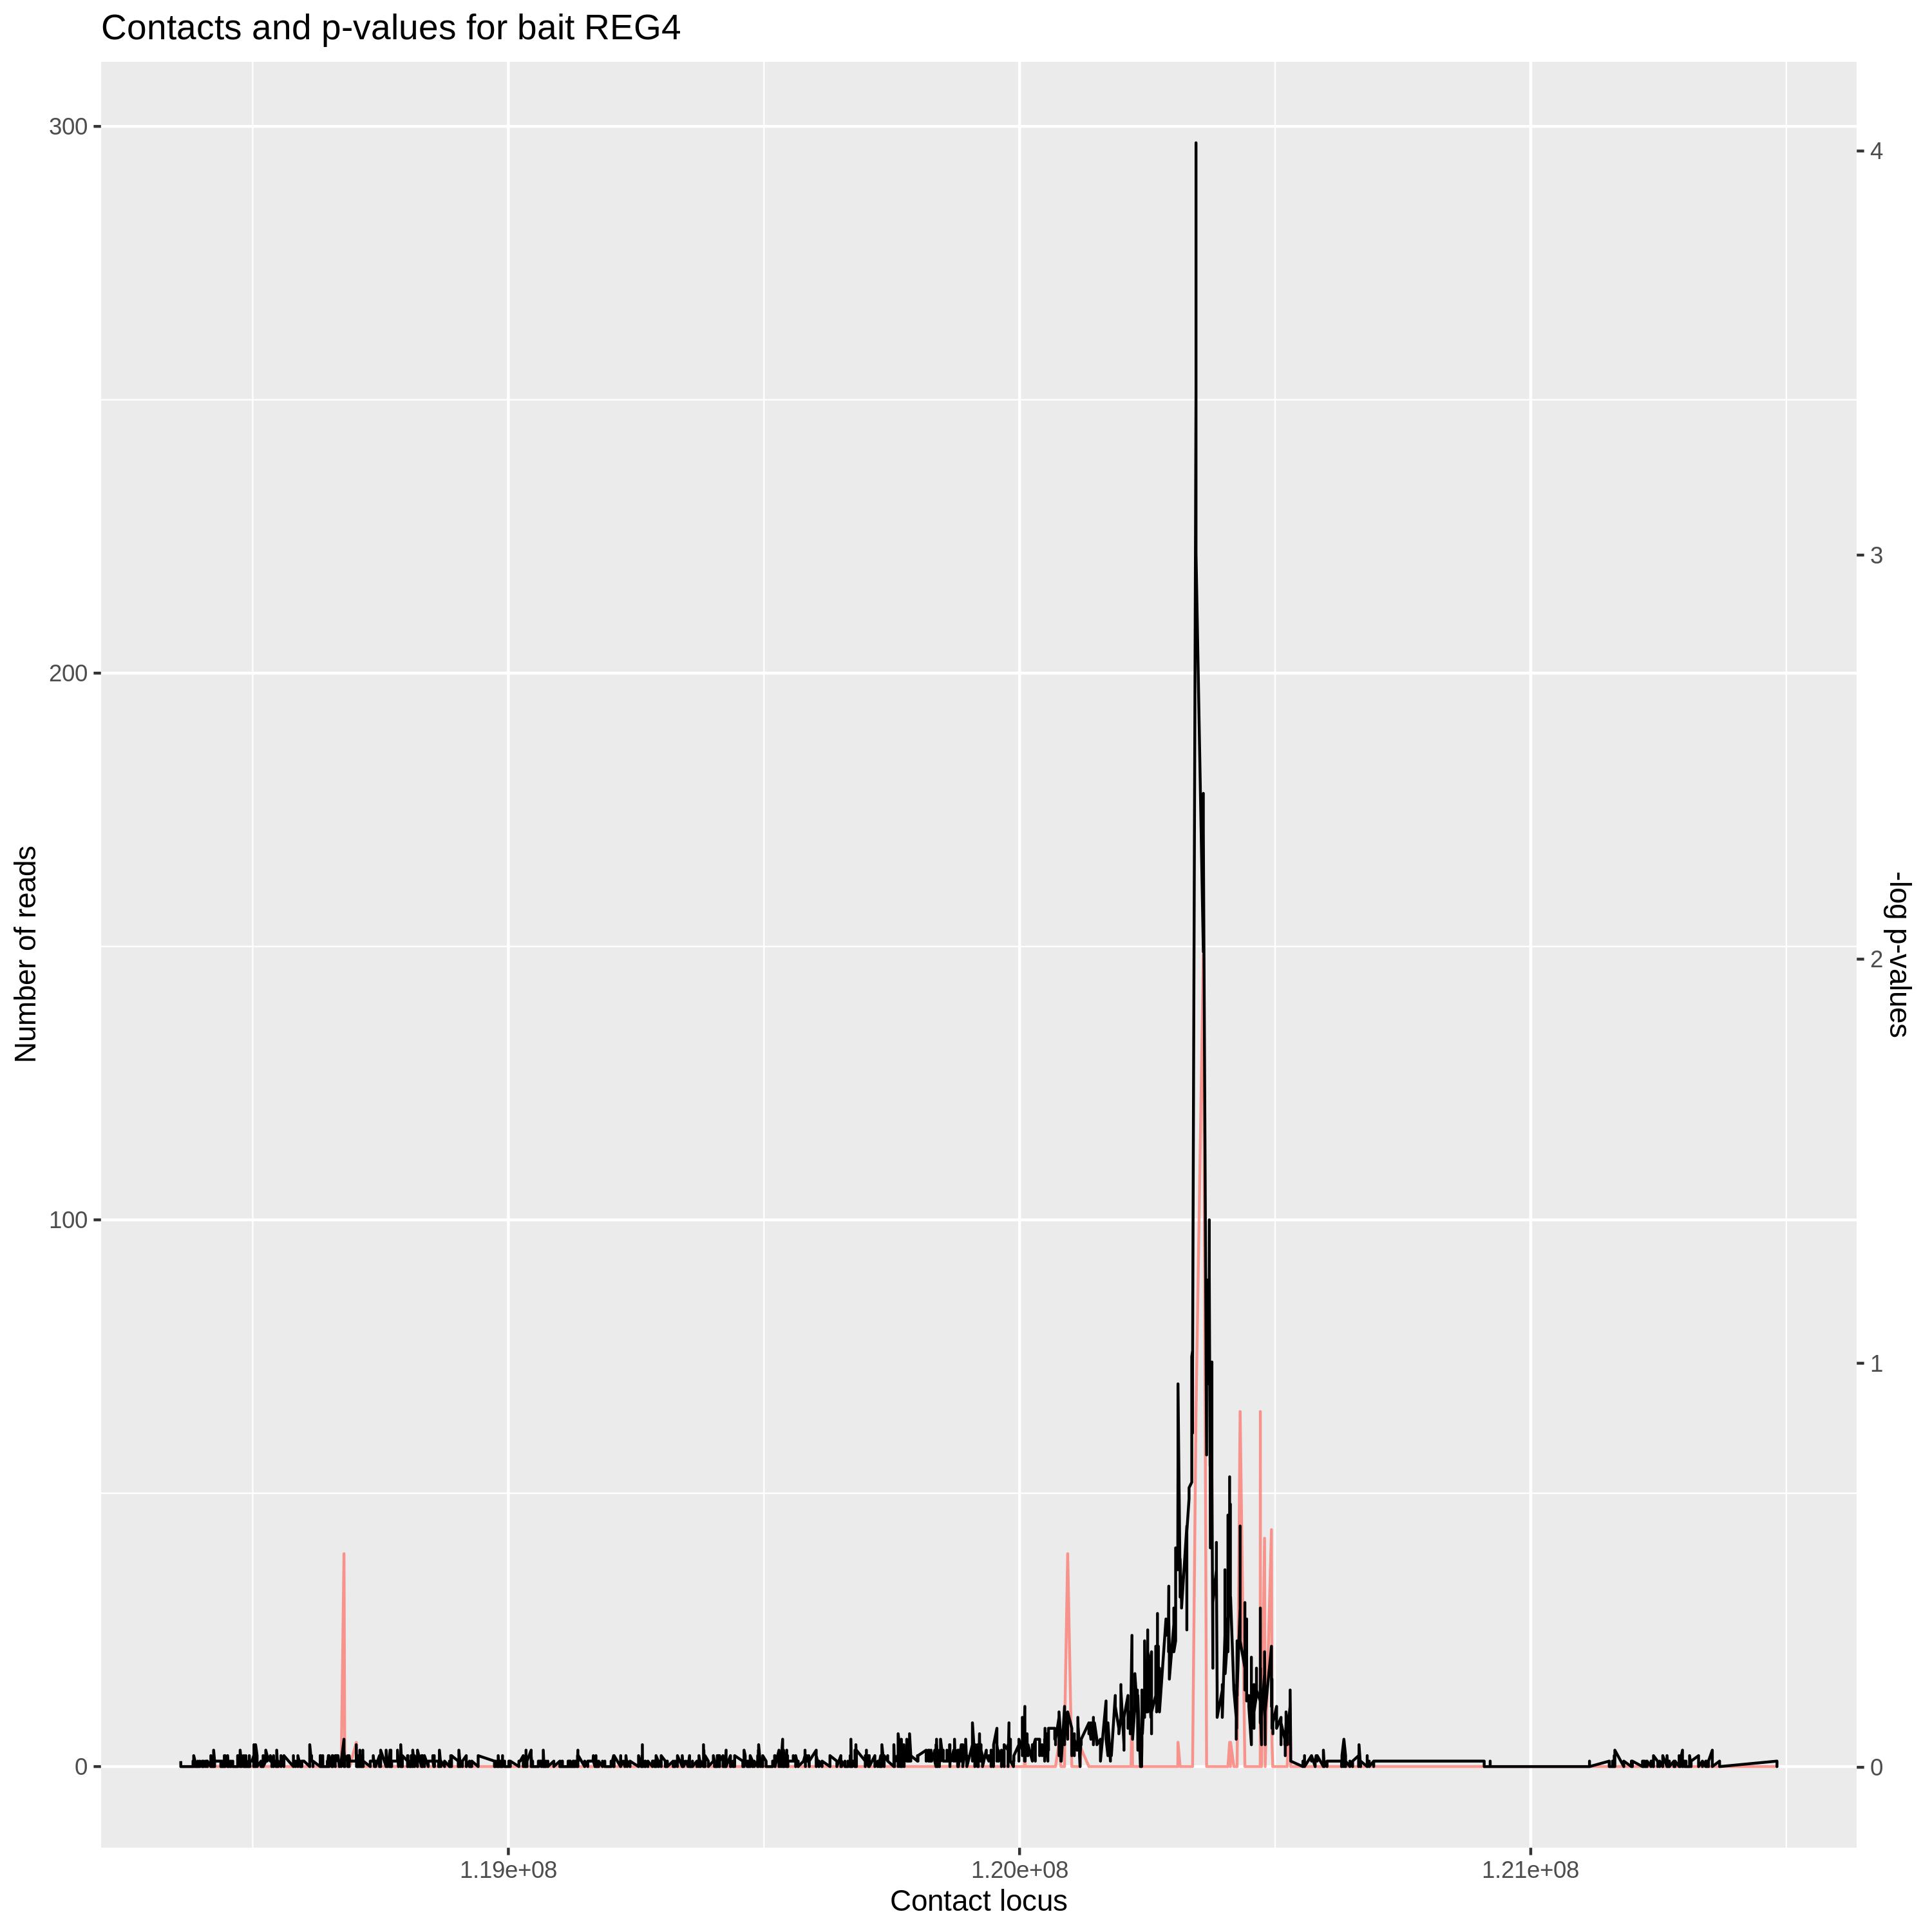 Contacts and p-values for bait REG4
300
200
100
0
Number of reads
4
3
2
1
0
-log p-values
1.19e+08
1.20e+08
1.21e+08
Contact locus